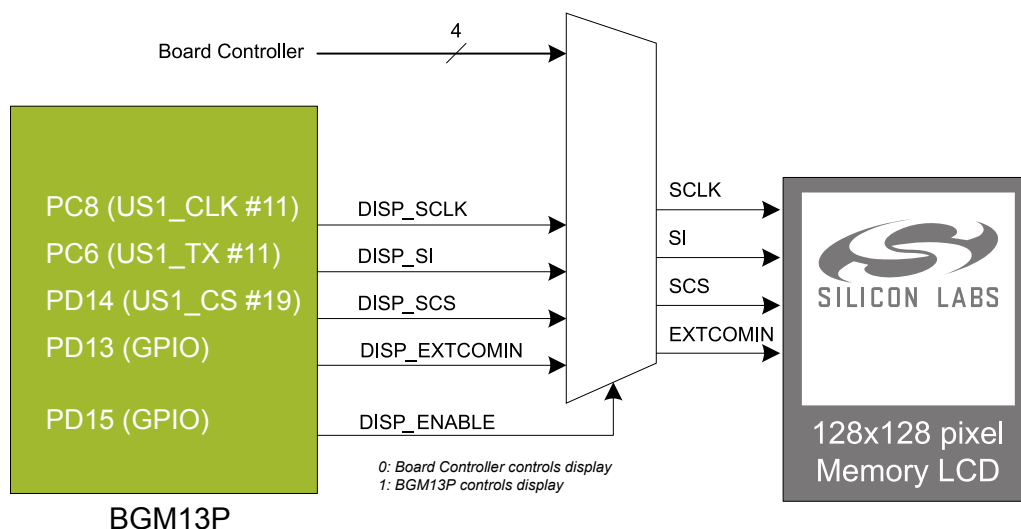 4
Board Controller
PC8 (US1_CLK #11)
DISP_SCLK
SCLK
PC6 (US1_TX #11)
DISP_SI
SI
PD14 (US1_CS #19)
DISP_SCS
SCS
PD13 (GPIO)
DISP_EXTCOMIN
EXTCOMIN
SILICON LABS
PD15 (GPIO)
DISP_ENABLE
128x128 pixel
Memory LCD
0: Board Controller controls display
1: BGM13P controls display
BGM13P